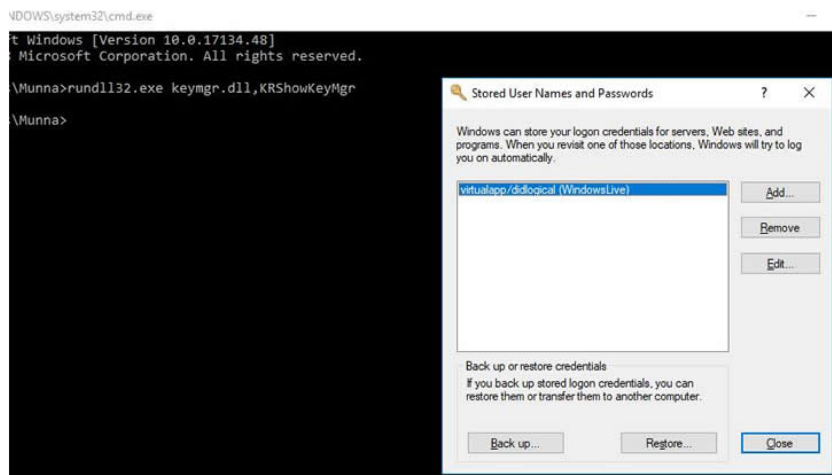 NDOWS\system32\cmd.exe
t Windows [Version 10.0.17134.48]
Microsoft Corporation. All rights reserved.
\Munna>rundll32.exe keymgr.dll,KRShowKeyMgr
\Munna>
Stored User Names and Passwords
Windows can store your logon credentials for servers, Web sites, and
programs. When you revisit one of those locations, Windows will try to log
you on automatically.
virtualapp/didlogical (WindowsLive)
Add...
Remove
Edit...
Back up or restore credentials
If you back up stored logon credentials, you can
restore them or transfer them to another computer.
Back up...
Restore...
Close